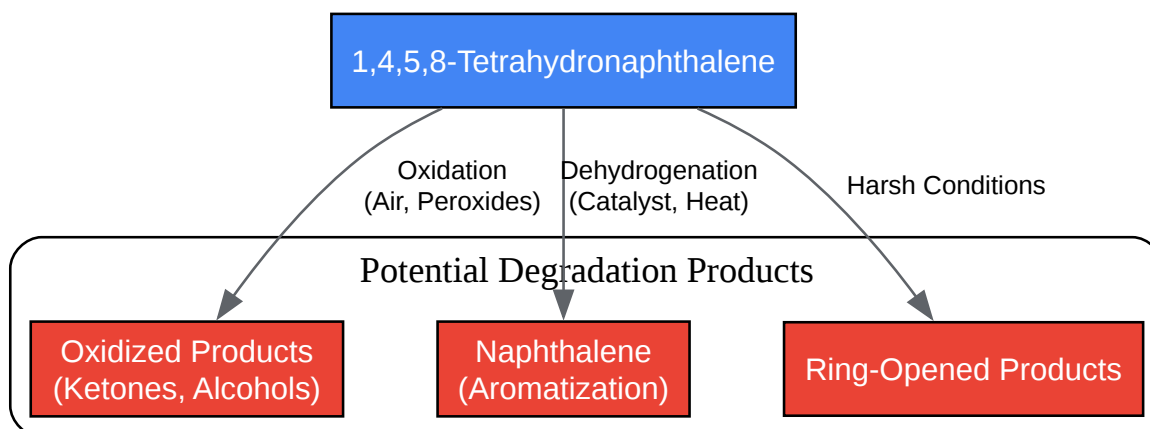 1,4,5,8-Tetrahydronaphthalene
Oxidation
(Air, Peroxides)
Dehydrogenation
(Catalyst, Heat)
Harsh Conditions
Potential Degradation Products
Oxidized Products
(Ketones, Alcohols)
Naphthalene
(Aromatization)
Ring-Opened Products